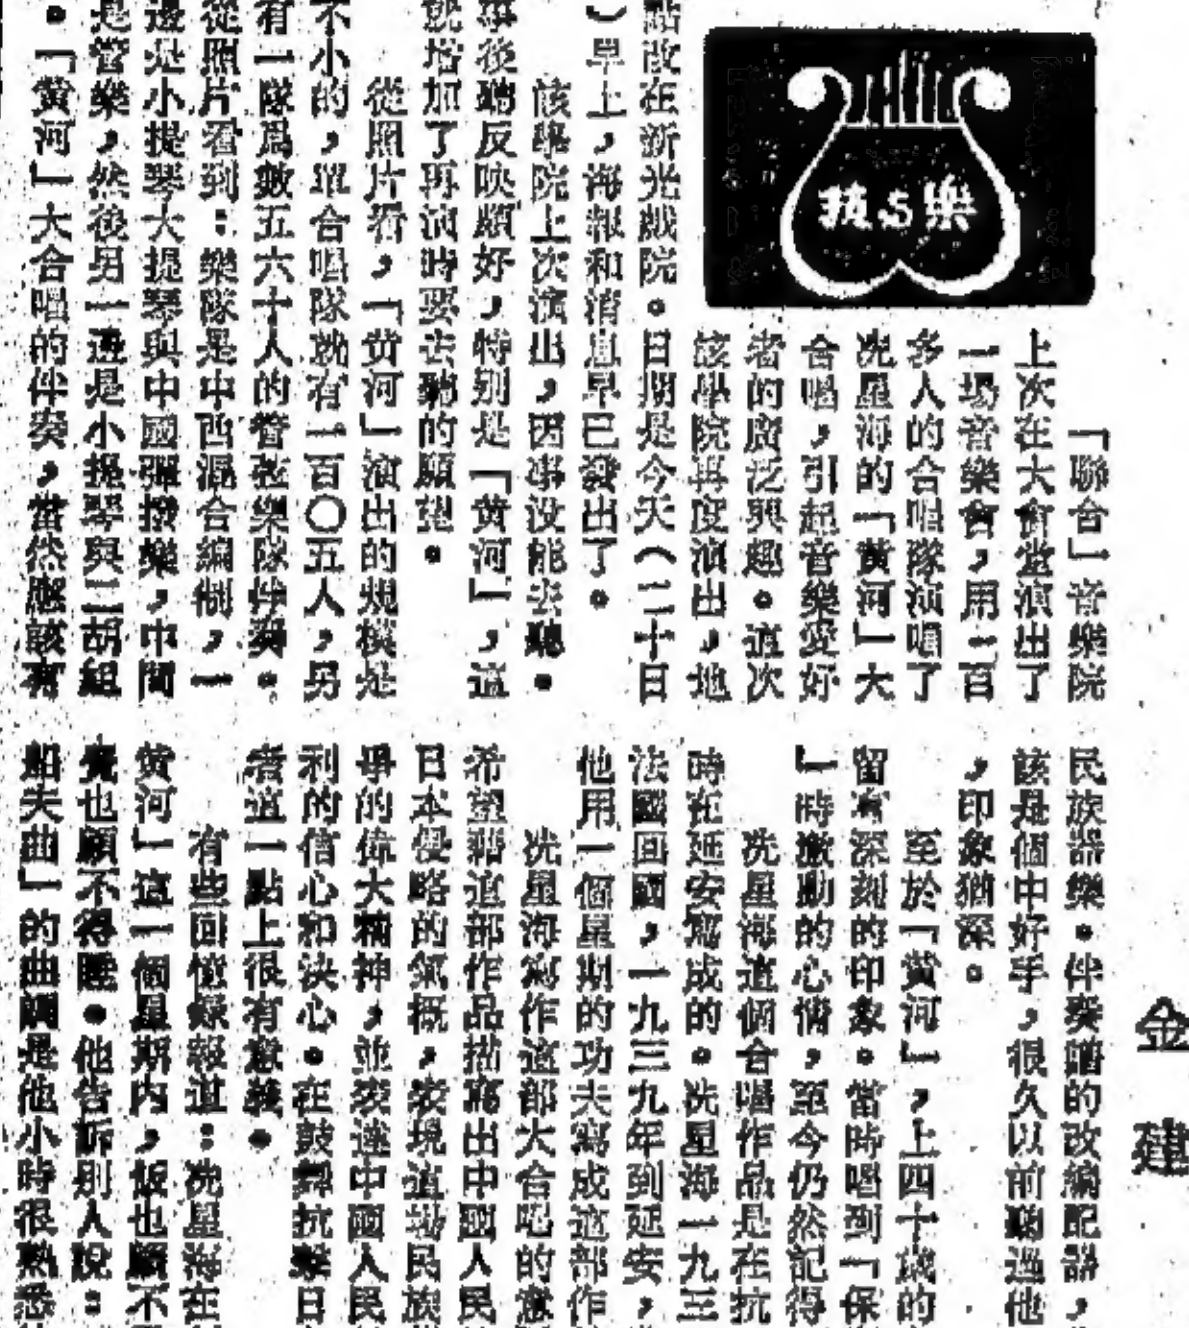 樂&技
金建
「聯合」音樂院
上次在大會堂演出了
一場音樂會，用一百
多人的合唱隊演唱了
冼星海的「黄河」大
合唱，引起音樂愛好
者的廣泛興趣。這次
該學院再度演出，地
點改在新光戲院。日期是今天（二十日
）早上，海報和消息早已發出了。
該學院上次演出，因事没能去聽。
事後聽反映頗好，特别是「黄河」，這
就增加了再演時要去聽的願望。
從照片看，「黄河」演出的規模是
不小的，單合唱隊就有一百〇五人，另
有一隊爲數五六十人的管弦樂隊伴奏。
從照片看到：樂隊是中西混合編制，一
邊是小提琴大提琴與中國彈撥樂，中間
是管樂，然後另一邊是小提琴與二胡組
。「黄河」大合唱的伴奏，當然應該有
民族器樂。伴奏譜的改編配器，
該是個中好手，很久以前聽過他
，印象猶深。
至於「黄河」，上四十歲的
留有深刻的印象。當時唱到「保
」時激動的心情，至今仍然記得
冼星海這個合唱作品是在抗
時在延安寫成的。冼星海一九三
法國回國，一九三九年到延安，
他用一個星期的功夫寫成這部作
冼星海寫作這部大合唱的
希望藉這部作品描寫出中國人民
日本侵略的氣概，表現這場民族
爭的偉大精神，並表達中國人民
利的信心和決心。在鼓舞抗擊日
者這一點上很有意義。
有些回憶録報道：冼星海在
黄河」這一個星期内，飯也顧不
覺也顧不得睡。他告訴别人說：
船夫曲」的曲調是他小時很熟悉